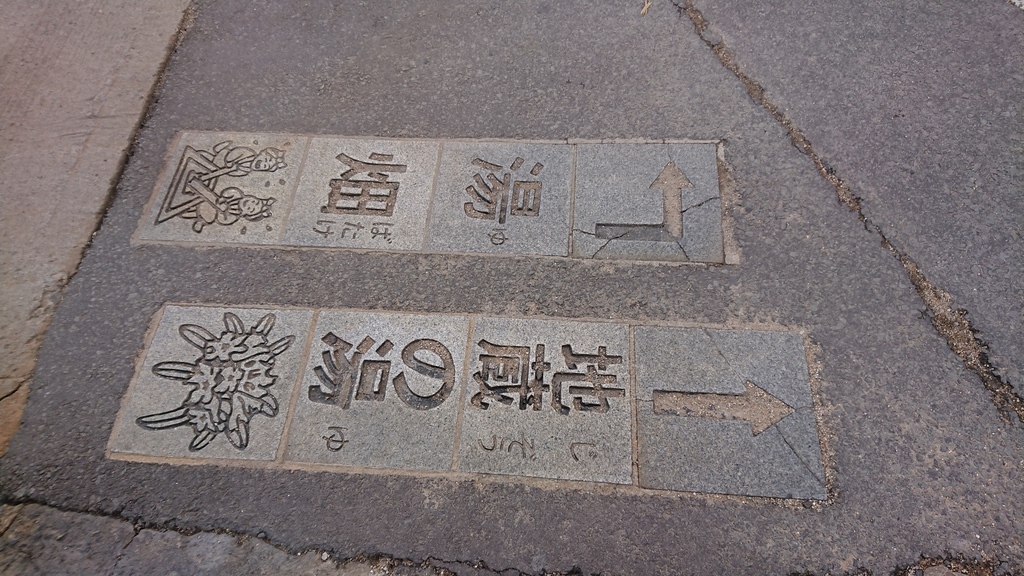 地蔵の湯
じぞう ゆ
湯畑
ゆ ばたけ